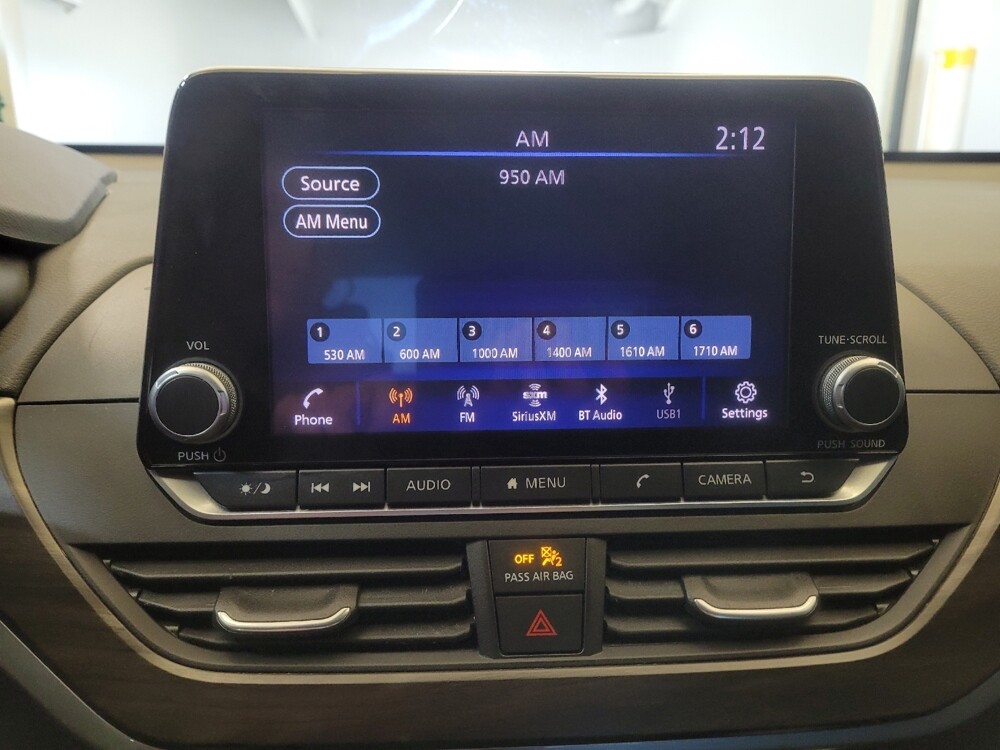 AM
2:12
Source
950 AM
AM Menu
1 2 3 4 5 6
530 AM 600 AM 1000 AM 1400 AM 1610 AM 1710 AM
VOL
TUNE·SCROLL
Phone AM FM sxm SiriusXM BT Audio USB1 Settings
PUSH
PUSH SOUND
AUDIO
MENU
CAMERA
OFF 2
PASS AIR BAG